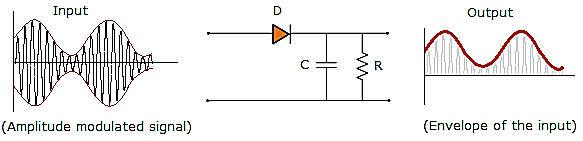 Input
D
Output
C
R
(Amplitude modulated signal)
(Envelope of the input)